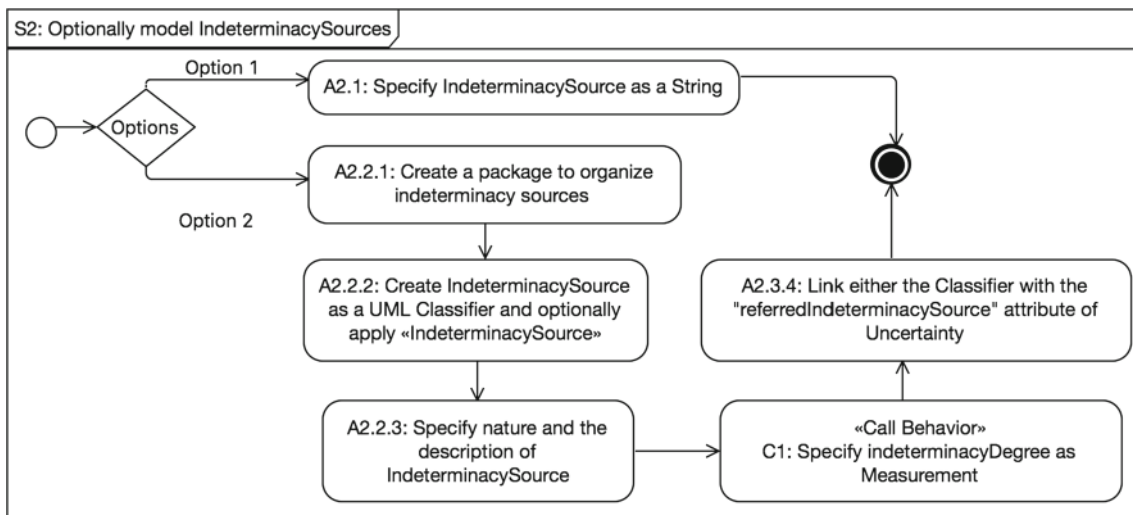 S2: Optionally model IndeterminacySources
Option 1
A2.1: Specify IndeterminacySource as a String
Options
A2.2.1: Create a package to organize
indeterminacy sources
Option 2
A2.2.2: Create IndeterminacySource
as a UML Classifier and optionally
apply «IndeterminacySource»
A2.3.4: Link either the Classifier with the
"referredIndeterminacySource" attribute of
Uncertainty
A2.2.3: Specify nature and the
description of
IndeterminacySource
«Call Behavior»
C1: Specify indeterminacyDegree as
Measurement